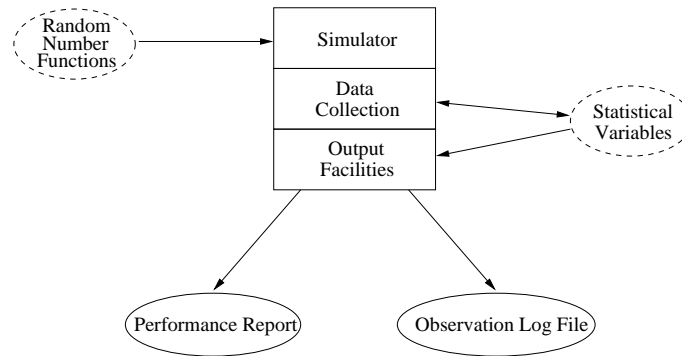 Random
Number
Functions
Simulator
Data
Collection
Statistical
Variables
Output
Facilities
Performance Report
Observation Log File